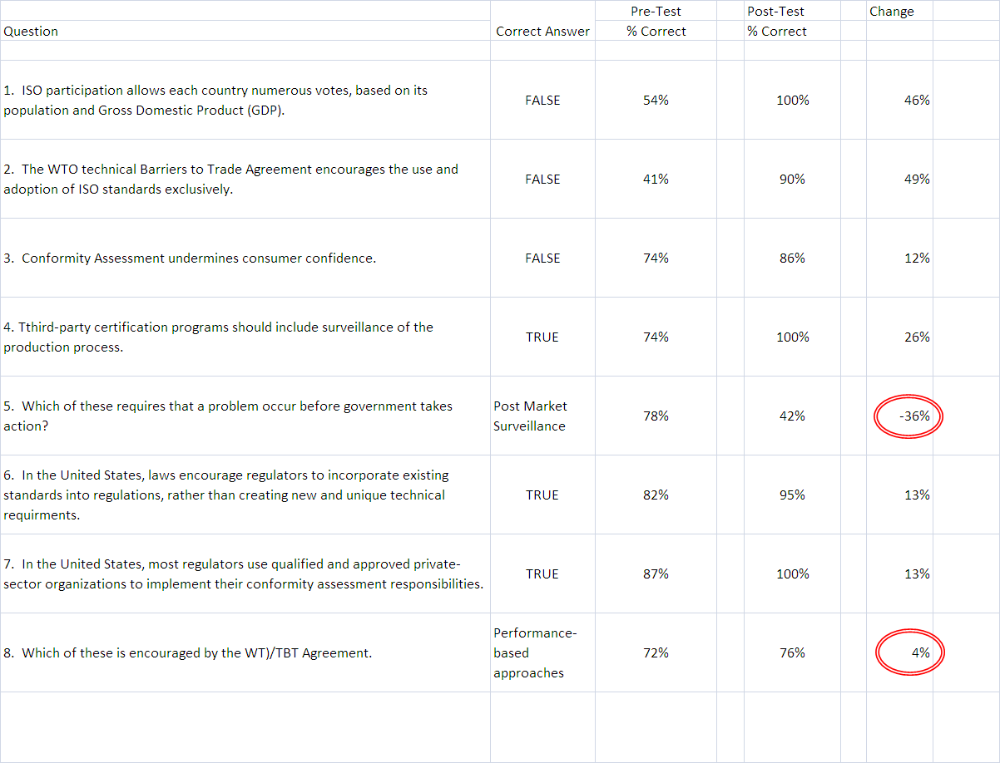 Pre-Test Post-Test Change
Question Correct Answer % Correct % Correct
1.  ISO participation allows each country numerous votes, based on its
population and Gross Domestic Product (GDP).
FALSE 54% 100% 46%
2.  The WTO technical Barriers to Trade Agreement encourages the use and
adoption of ISO standards exclusively.
FALSE 41% 90% 49%
3.  Conformity Assessment undermines consumer confidence. FALSE 74% 86% 12%
4. Tthird-party certification programs should include surveillance of the
production process.
TRUE 74% 100% 26%
5.  Which of these requires that a problem occur before government takes
action?
Post Market
Surveillance
78% 42% -36%
6.  In the United States, laws encourage regulators to incorporate existing
standards into regulations, rather than creating new and unique technical
requirments.
TRUE 82% 95% 13%
7.  In the United States, most regulators use qualified and approved private-
sector organizations to implement their conformity assessment responsibilities.
TRUE 87% 100% 13%
8.  Which of these is encouraged by the WT)/TBT Agreement.
Performance-
based
approaches
72% 76% 4%